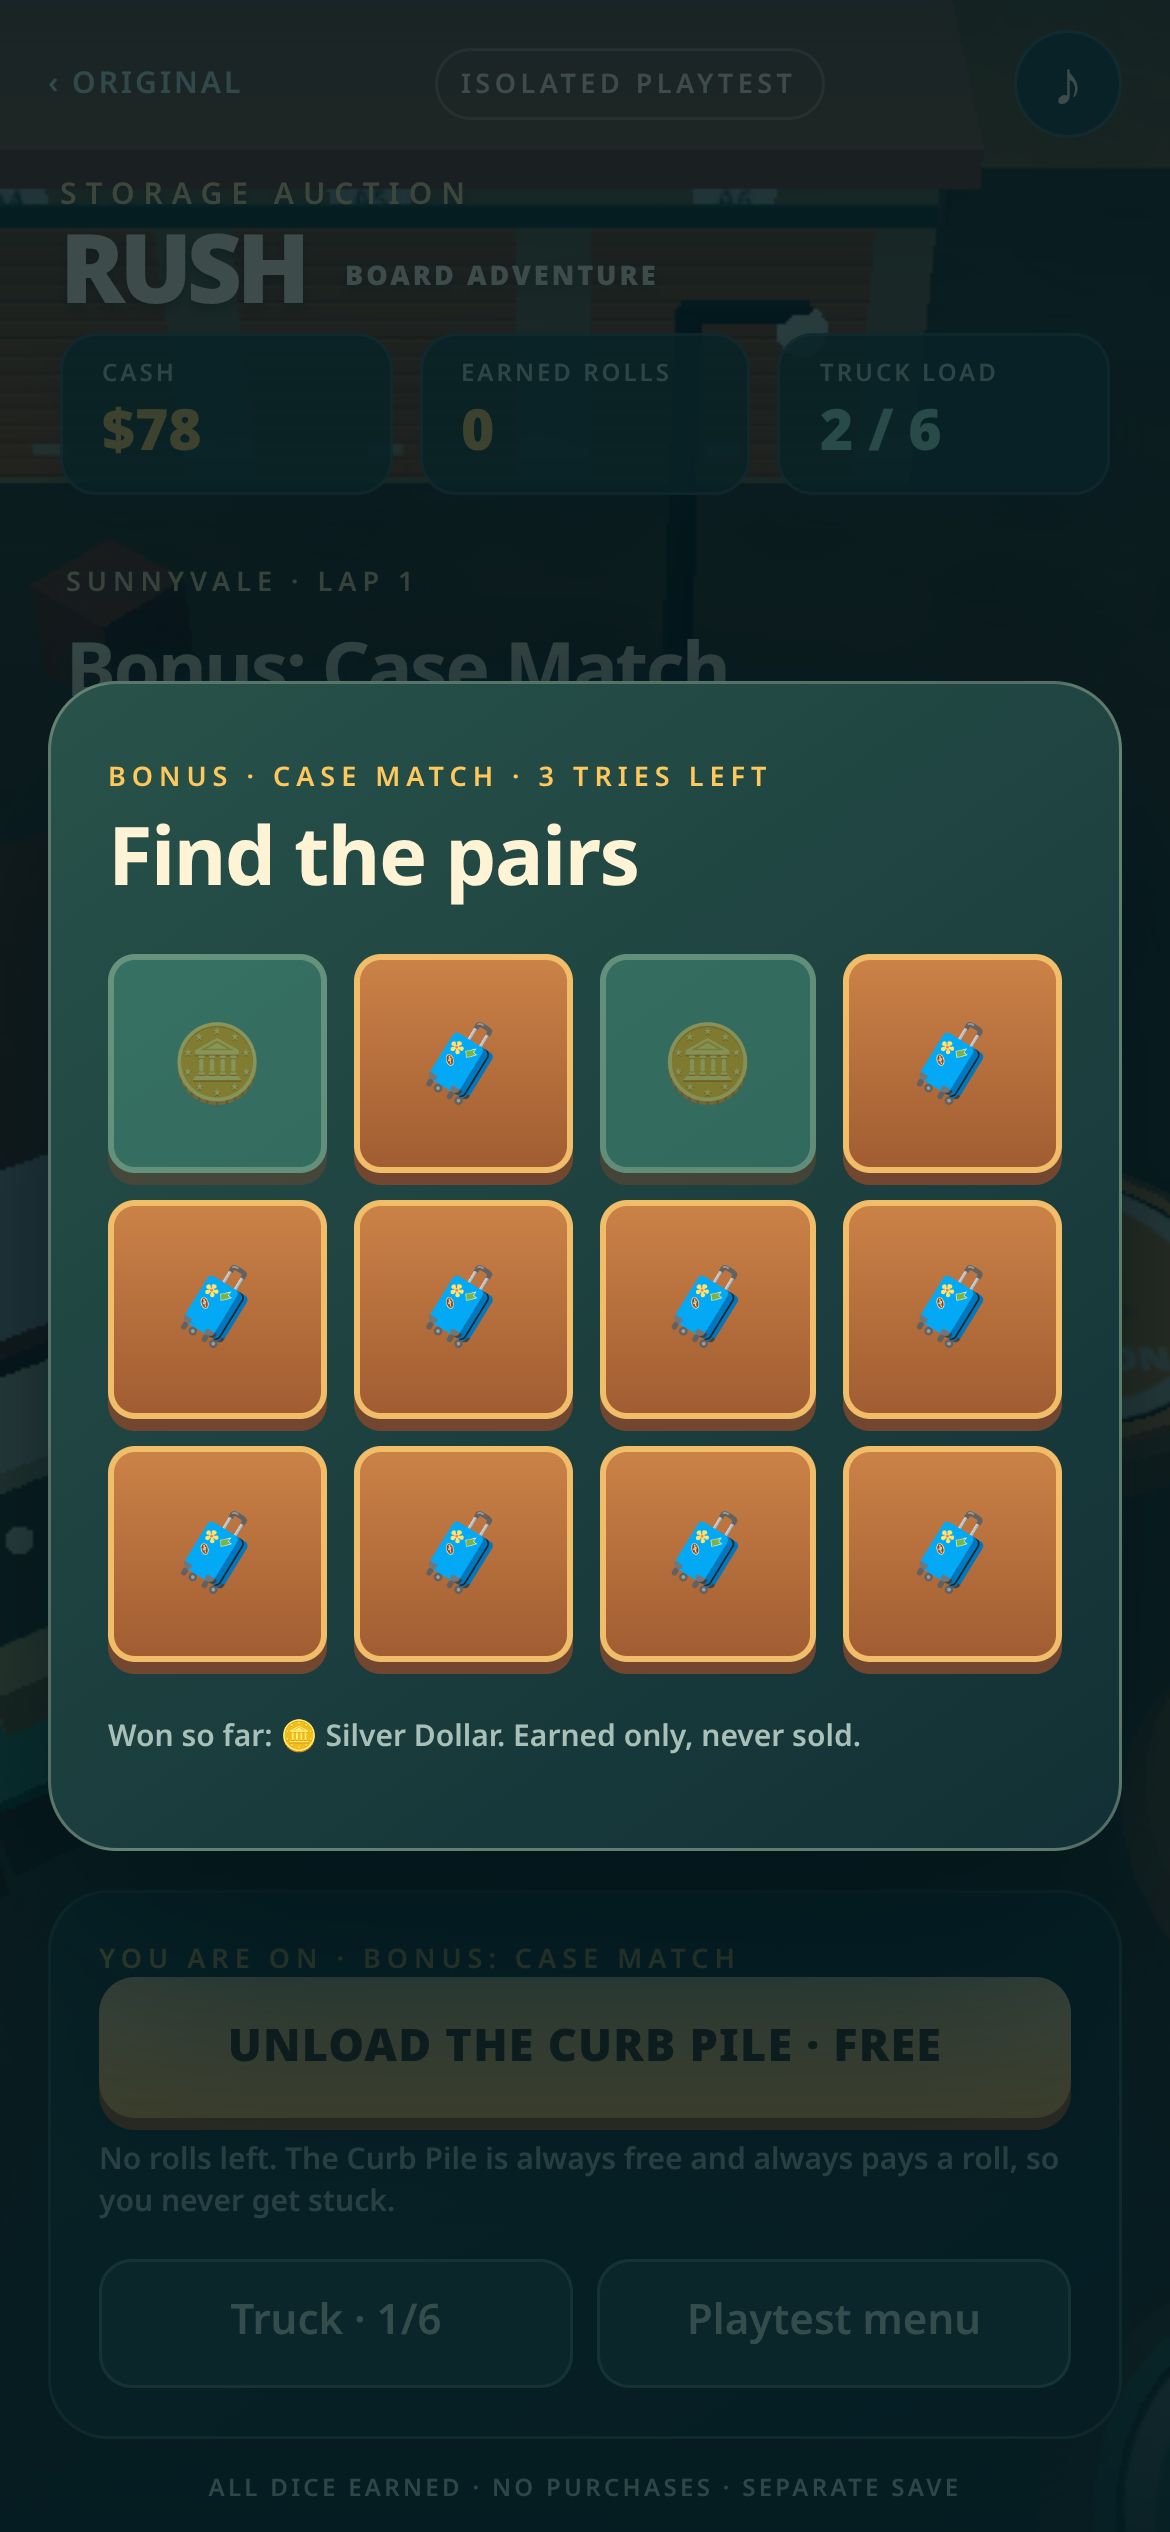 ‹ ORIGINAL
ISOLATED PLAYTEST
STORAGE AUCTION
RUSH BOARD ADVENTURE
CASH
$78
EARNED ROLLS
0
TRUCK LOAD
2 / 6
SUNNYVALE · LAP 1
Bonus: Case Match
BONUS · CASE MATCH · 3 TRIES LEFT
Find the pairs
Won so far: 🪙 Silver Dollar. Earned only, never sold.
YOU ARE ON · BONUS: CASE MATCH
UNLOAD THE CURB PILE · FREE
No rolls left. The Curb Pile is always free and always pays a roll, so
you never get stuck.
Truck · 1/6
Playtest menu
ALL DICE EARNED · NO PURCHASES · SEPARATE SAVE